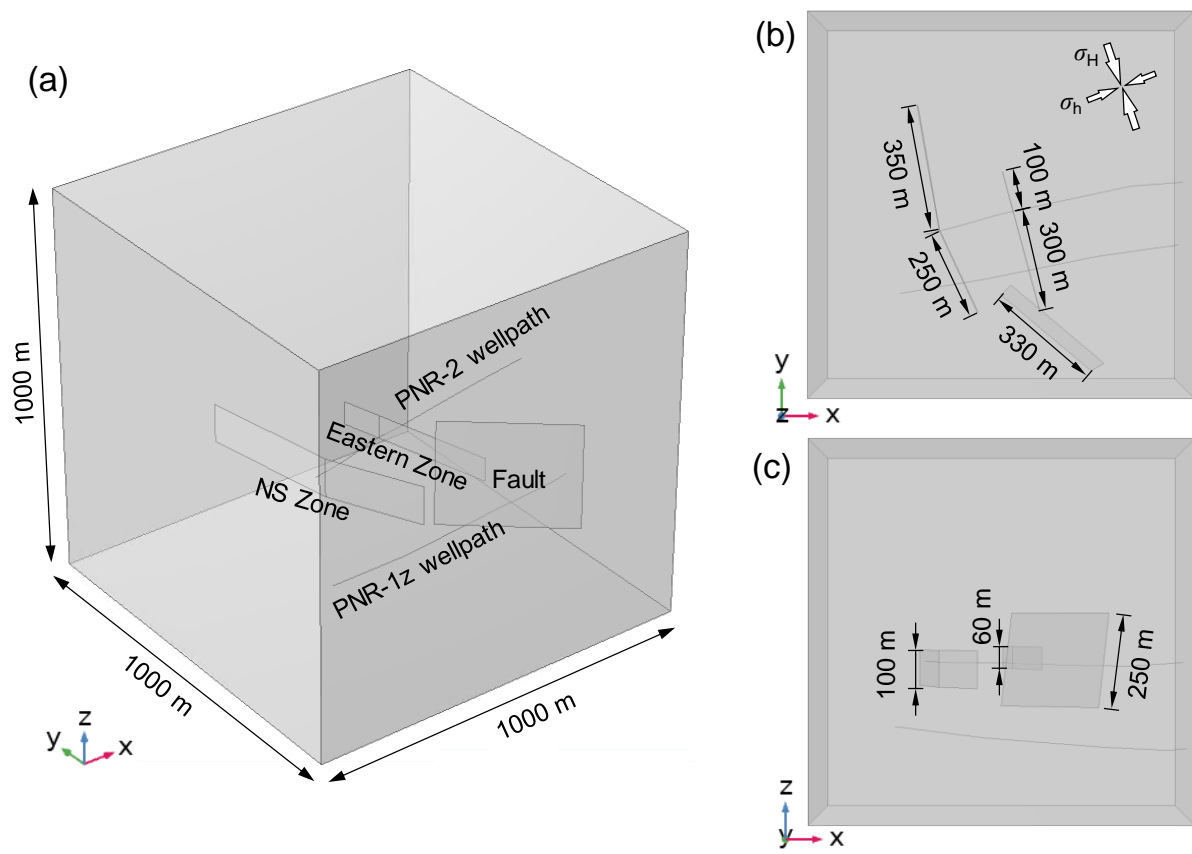 (a)
1000 m
PNR-2 wellpath
Eastern Zone
NS Zone
Fault
PNR-1z wellpath
1000 m
1000 m
z
y
x
(b)
σH
σh
350 m
100 m
250 m
300 m
330 m
y
z
x
(c)
60 m
100 m
250 m
z
y
x